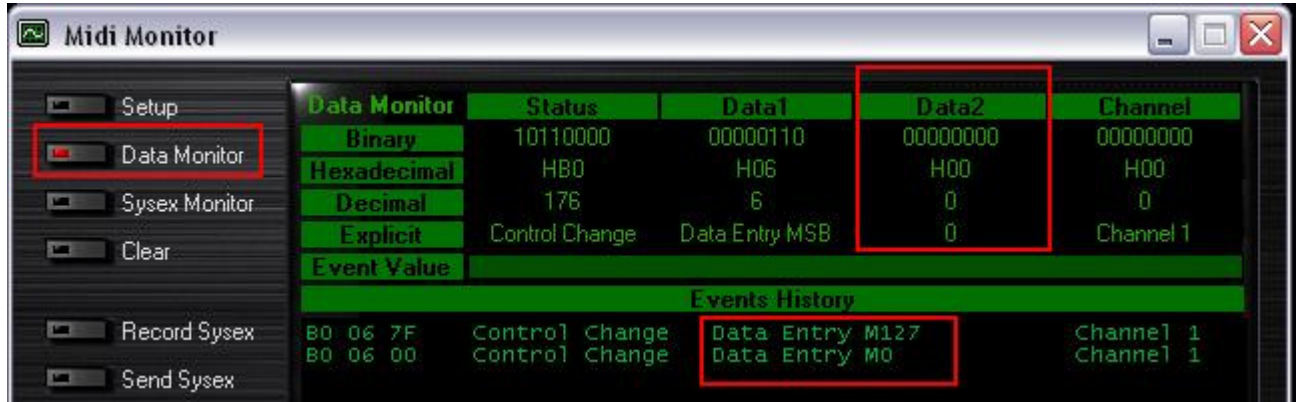 Midi Monitor
Setup
Data Monitor
Sysex Monitor
Clear
Record Sysex
Send Sysex
Data Monitor Status Data1 Data2 Channel
Binary 10110000 00000110 00000000 00000000
Hexadecimal HB0 H06 H00 H00
Decimal 176 6 0 0
Explicit Control Change Data Entry MSB 0 Channel 1
Event Value
Events History
B0 06 7F Control Change Data Entry M127 Channel 1
B0 06 00 Control Change Data Entry M0 Channel 1